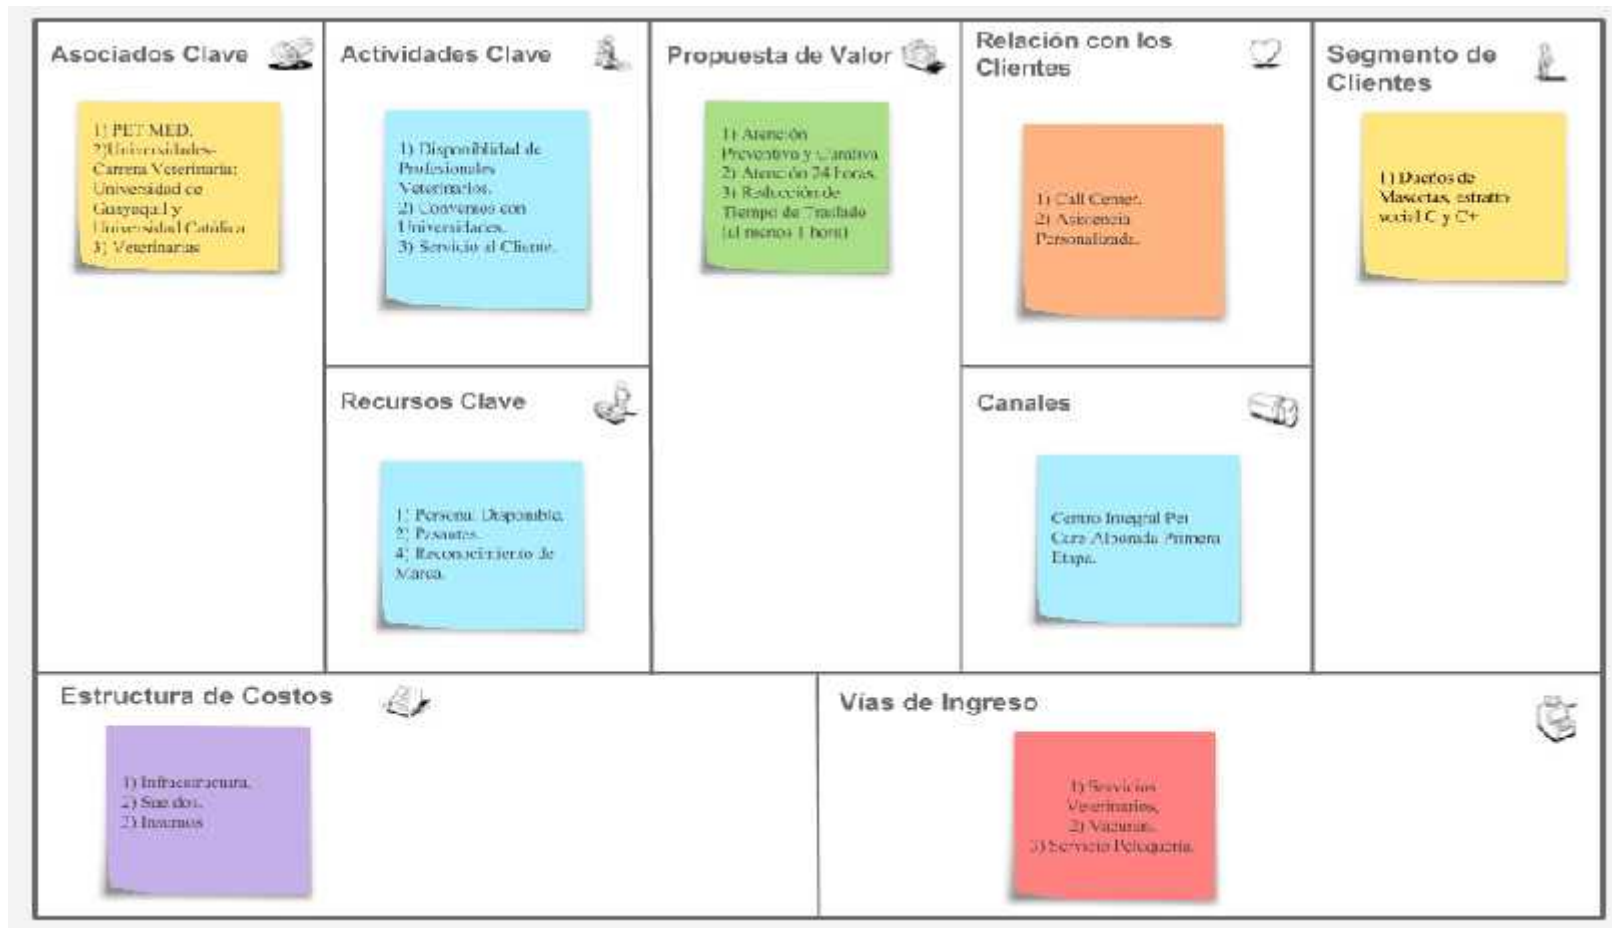 Asociados Clave
1) PET MED.
2)Universidades-
Carrera Veterinaria:
Universidad de
Guayaquil y
Universidad Católica
3) Veterinarias
Actividades Clave
1) Disponiblidad de
Profesionales
Veterinarios.
2) Convenios con
Universidades.
3) Servicio al Cliente.
Recursos Clave
1) Personal Disponible.
2) Pasantes.
4) Reconocimiento de
Marca.
Propuesta de Valor
1) Atención
Preventiva y Curativa
2) Atención 24 horas.
3) Reducción de
Tiempo de Traslado
(al menos 1 hora)
Relación con los
Clientes
1) Call Center.
2) Asistencia
Personalizada.
Canales
Centro Integral Pet
Care Alborada Primera
Etapa.
Segmento de
Clientes
1) Dueños de
Mascotas, estratto
social C y C+
Estructura de Costos
1) Infraestructura.
2) Sueldos.
Insumos
Vías de Ingreso
1) Servicios
Veterinarios,
2) Vacunas.
3) Servicio Peluquería.